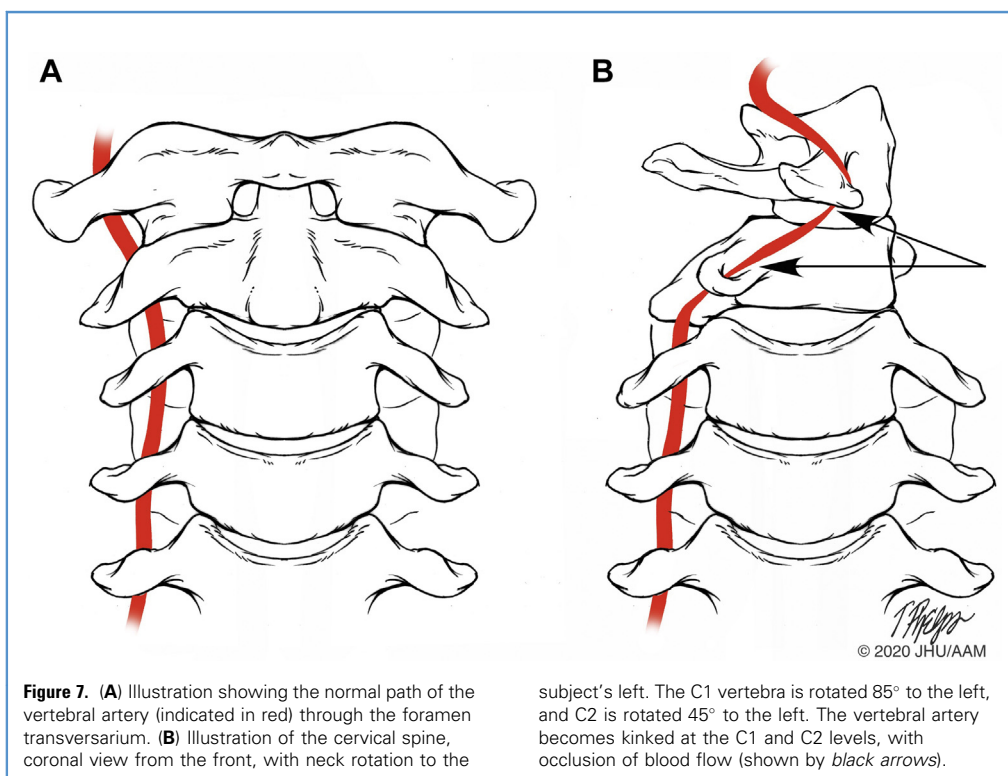 A
B
© 2020 JHU/AAM
Figure 7. (A) Illustration showing the normal path of the
vertebral artery (indicated in red) through the foramen
transversarium. (B) Illustration of the cervical spine,
coronal view from the front, with neck rotation to the
subject's left. The C1 vertebra is rotated 85° to the left,
and C2 is rotated 45° to the left. The vertebral artery
becomes kinked at the C1 and C2 levels, with
occlusion of blood flow (shown by black arrows).